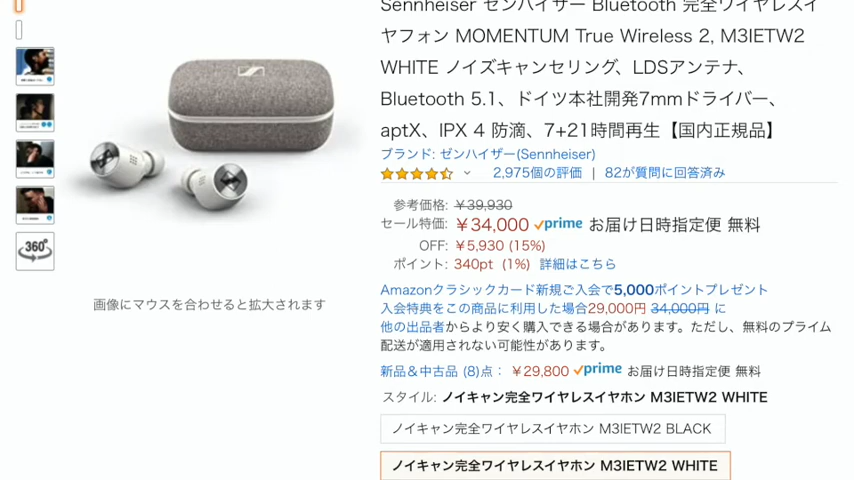 Sennheiser ゼンハイザー Bluetooth 完全ワイヤレスイ
ヤフォン MOMENTUM True Wireless 2, M3IETW2
WHITE ノイズキャンセリング、LDSアンテナ、
Bluetooth 5.1、ドイツ本社開発7mmドライバー、
aptX、IPX 4 防滴、7+21時間再生【国内正規品】
ブランド: ゼンハイザー(Sennheiser)
2,975個の評価 | 82が質問に回答済み
参考価格: ￥39,930
セール特価: ￥34,000 prime お届け日時指定便 無料
OFF: ￥5,930 (15%)
ポイント: 340pt (1%) 詳細はこちら
Amazonクラシックカード新規ご入会で5,000ポイントプレゼント
入会特典をこの商品に利用した場合29,000円 34,000円 に
他の出品者からより安く購入できる場合があります。ただし、無料のプライム
配送が適用されない可能性があります。
新品＆中古品 (8)点： ￥29,800 prime お届け日時指定便 無料
スタイル: ノイキャン完全ワイヤレスイヤホン M3IETW2 WHITE
ノイキャン完全ワイヤレスイヤホン M3IETW2 BLACK
ノイキャン完全ワイヤレスイヤホン M3IETW2 WHITE
360°
画像にマウスを合わせると拡大されます